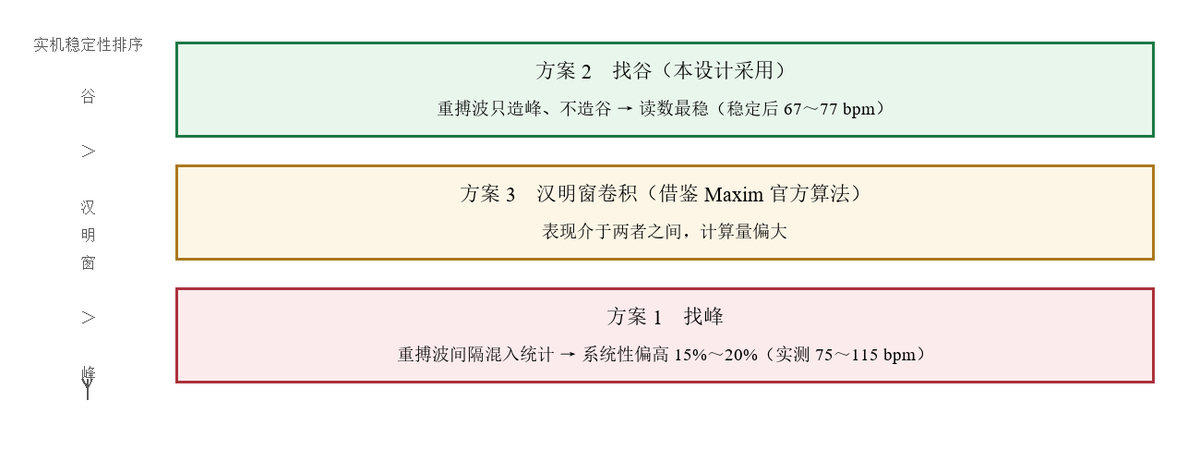 实机稳定性排序
谷
>
汉
明
窗
>
峰
方案 2　找谷（本设计采用）
重搏波只造峰、不造谷 → 读数最稳（稳定后 67～77 bpm）
方案 3　汉明窗卷积（借鉴 Maxim 官方算法）
表现介于两者之间，计算量偏大
方案 1　找峰
重搏波间隔混入统计 → 系统性偏高 15%～20%（实测 75～115 bpm）